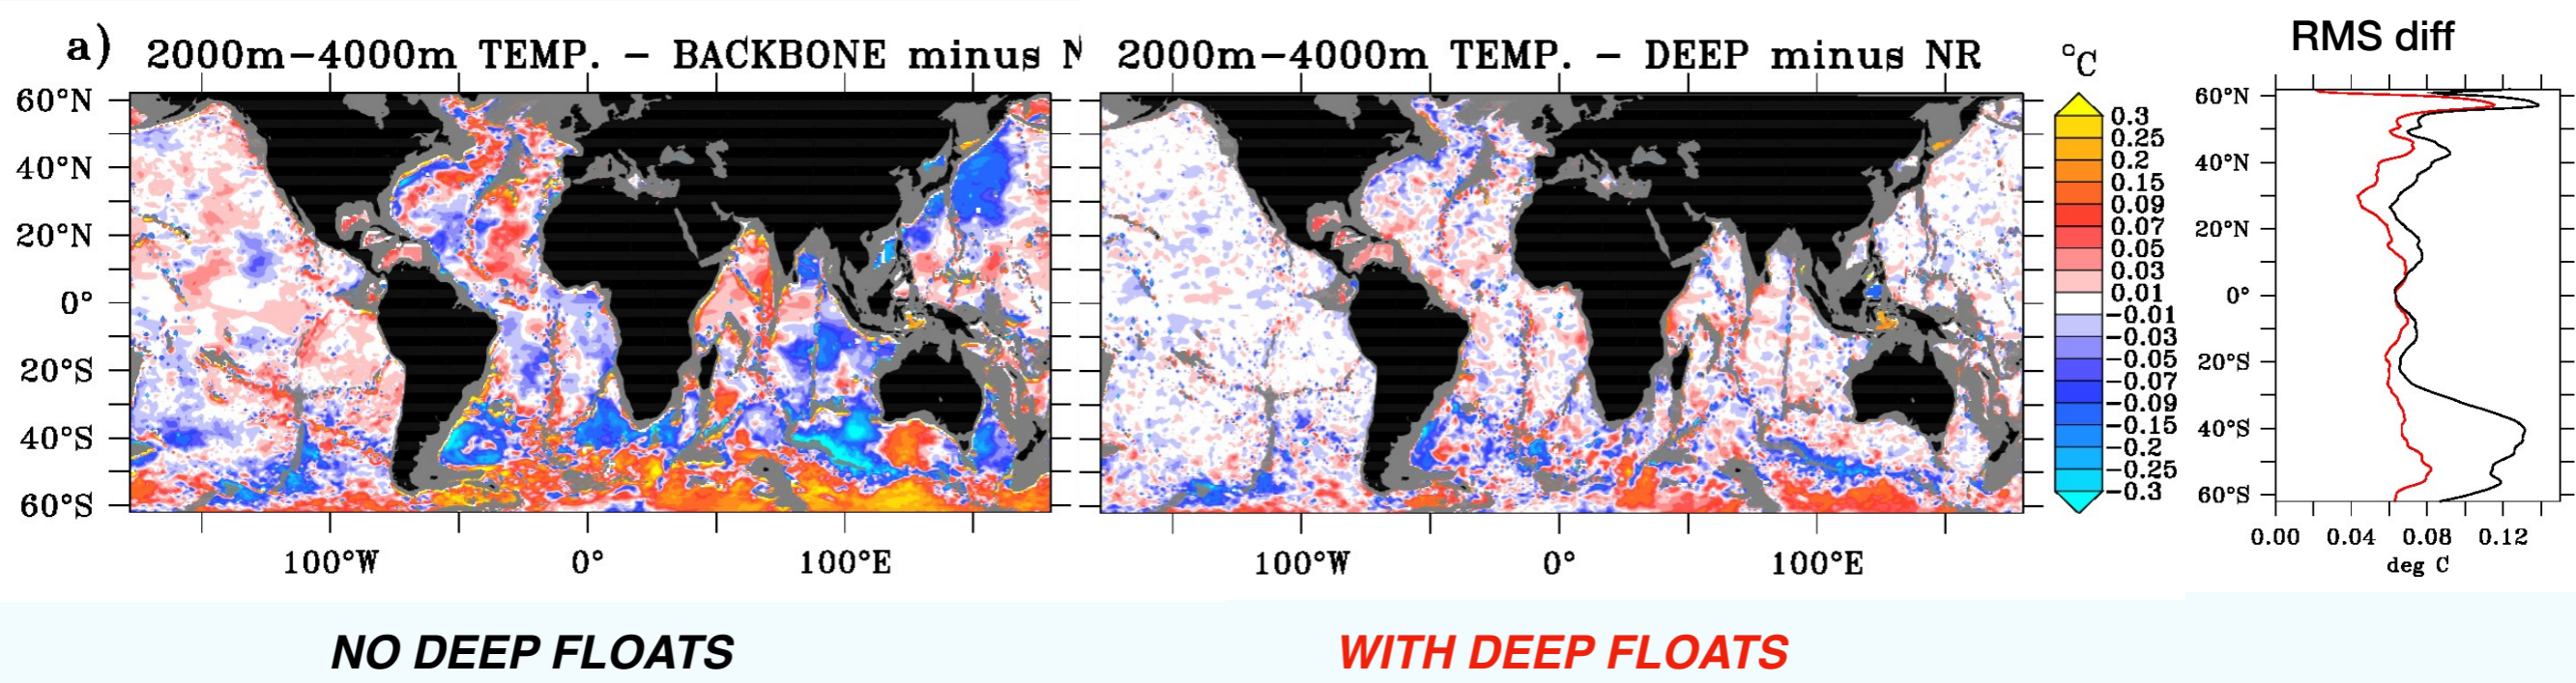 a) 2000m-4000m TEMP. - BACKBONE minus N
2000m-4000m TEMP. - DEEP minus NR
°C
RMS diff
60°N
40°N
20°N
0°
20°S
40°S
60°S
100°W 0° 100°E
100°W 0° 100°E
0.3
0.25
0.2
0.15
0.09
0.07
0.05
0.03
0.01
-0.01
-0.03
-0.05
-0.07
-0.09
-0.15
-0.2
-0.25
-0.3
60°N
40°N
20°N
0°
20°S
40°S
60°S
0.00 0.04 0.08 0.12
deg C
NO DEEP FLOATS
WITH DEEP FLOATS